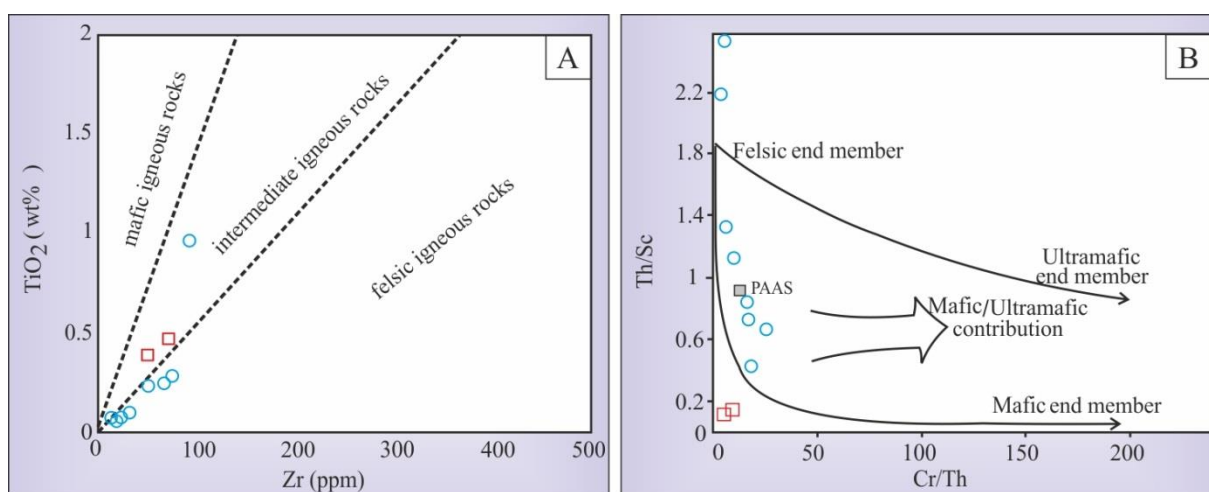 A
2
1.5
1
0.5
0
TiO2 (wt%)
mafic igneous rocks
intermediate igneous rocks
felsic igneous rocks
0
100
200
300
400
500
Zr (ppm)
B
2.2
1.8
1.4
1
0.6
0.2
0
Th/Sc
Felsic end member
Ultramafic
end member
PAAS
Mafic/Ultramafic
contribution
Mafic end member
0
50
100
150
200
Cr/Th